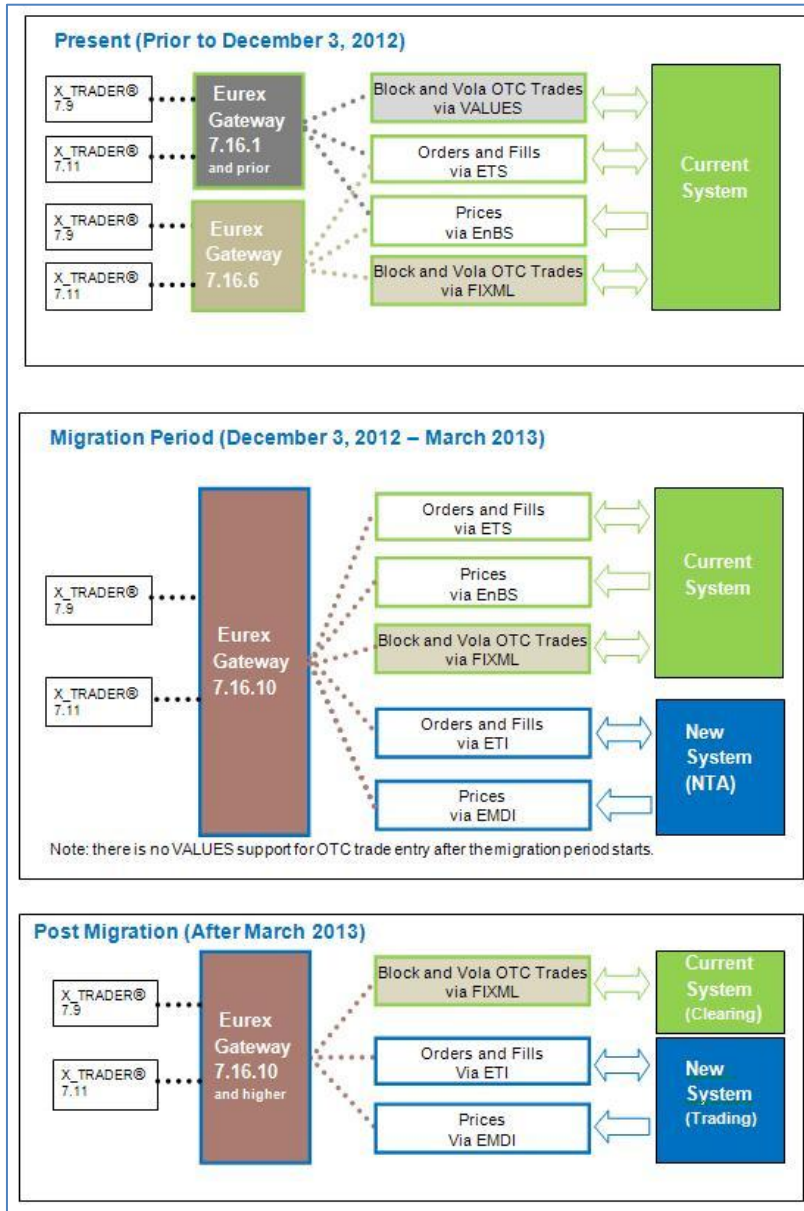 Present (Prior to December 3, 2012)
X_TRADER®
7.9
X_TRADER®
7.11
X_TRADER®
7.9
X_TRADER®
7.11
Eurex
Gateway
7.16.1
and prior
Eurex
Gateway
7.16.6
Block and Vola OTC Trades
via VALUES
Orders and Fills
via ETS
Prices
via EnBS
Block and Vola OTC Trades
via FIXML
Current
System
Migration Period (December 3, 2012 – March 2013)
X_TRADER®
7.9
X_TRADER®
7.11
Eurex
Gateway
7.16.10
Orders and Fills
via ETS
Prices
via EnBS
Block and Vola OTC Trades
via FIXML
Orders and Fills
via ETI
Prices
via EMDI
Current
System
New
System
(NTA)
Note: there is no VALUES support for OTC trade entry after the migration period starts.
Post Migration (After March 2013)
X_TRADER®
7.9
X_TRADER®
7.11
Eurex
Gateway
7.16.10
and higher
Block and Vola OTC Trades
via FIXML
Orders and Fills
Via ETI
Prices
Via EMDI
Current
System
(Clearing)
New
System
(Trading)